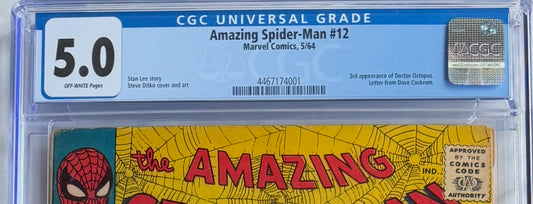 CGC UNIVERSAL GRADE
5.0
OFF-WHITE Pages
Amazing Spider-Man #12
Marvel Comics, 5/64
Stan Lee story
Steve Ditko cover and art
4467174001
3rd appearance of Doctor Octopus.
Letter from Dave Cockrum.
CGC
the AMAZING
IND.
APPROVED
BY THE
COMICS
CODE
AUTHORITY